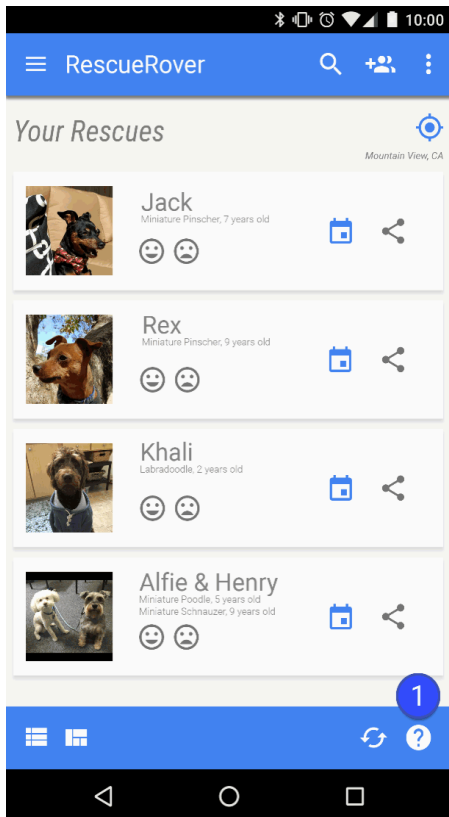 10:00
RescueRover
Your Rescues
Mountain View, CA
Jack
Miniature Pinscher, 7 years old
Rex
Miniature Pinscher, 9 years old
Khali
Labradoodle, 2 years old
Alfie & Henry
Miniature Poodle, 5 years old
Miniature Schnauzer, 9 years old
1
?